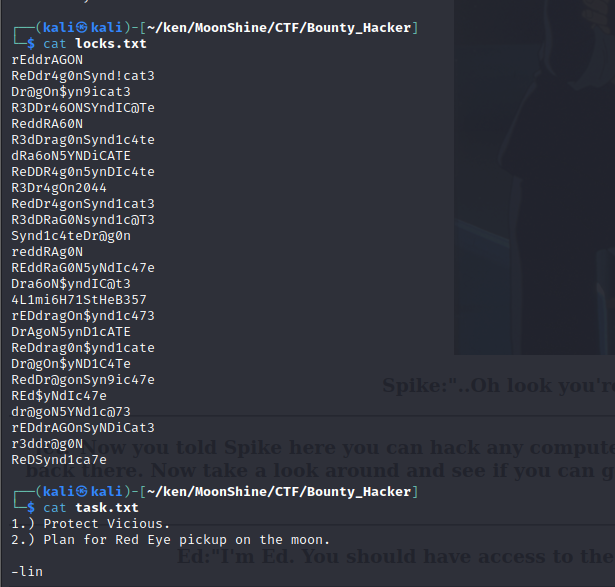 (kali㉿kali)-[~/ken/MoonShine/CTF/Bounty_Hacker]
$ cat locks.txt
rEddrAGON
ReDdr4g0nSynd!cat3
Dr@gOn$yn9icat3
R3DDr46ONSYndIC@Te
ReddRA60N
R3dDrag0nSynd1c4te
dRa6oN5YNDiCATE
ReDDR4g0n5ynDIc4te
R3Dr4gOn2044
RedDr4gonSynd1cat3
R3dDRaG0Nsynd1c@T3
Synd1c4teDr@g0n
reddRAg0N
REddRaG0N5yNdIc47e
Dra6oN$yndIC@t3
4L1mi6H71StHeB357
rEDdragOn$ynd1c473
DrAgoN5ynD1cATE
ReDdrag0n$ynd1cate
Dr@gOn$yND1C4Te
RedDr@gonSyn9ic47e
REd$yNdIc47e
dr@goN5YNd1c@73
rEDdrAGOnSyNDiCat3
r3ddr@g0N
ReDSynd1ca7e
Spike:"..Oh look you're
Now you told Spike here you can hack any compute
back there. Now take a look around and see if you can g
(kali㉿kali)-[~/ken/MoonShine/CTF/Bounty_Hacker]
$ cat task.txt
1.) Protect Vicious.
2.) Plan for Red Eye pickup on the moon.
Ed:"I'm Ed. You should have access to the
-lin